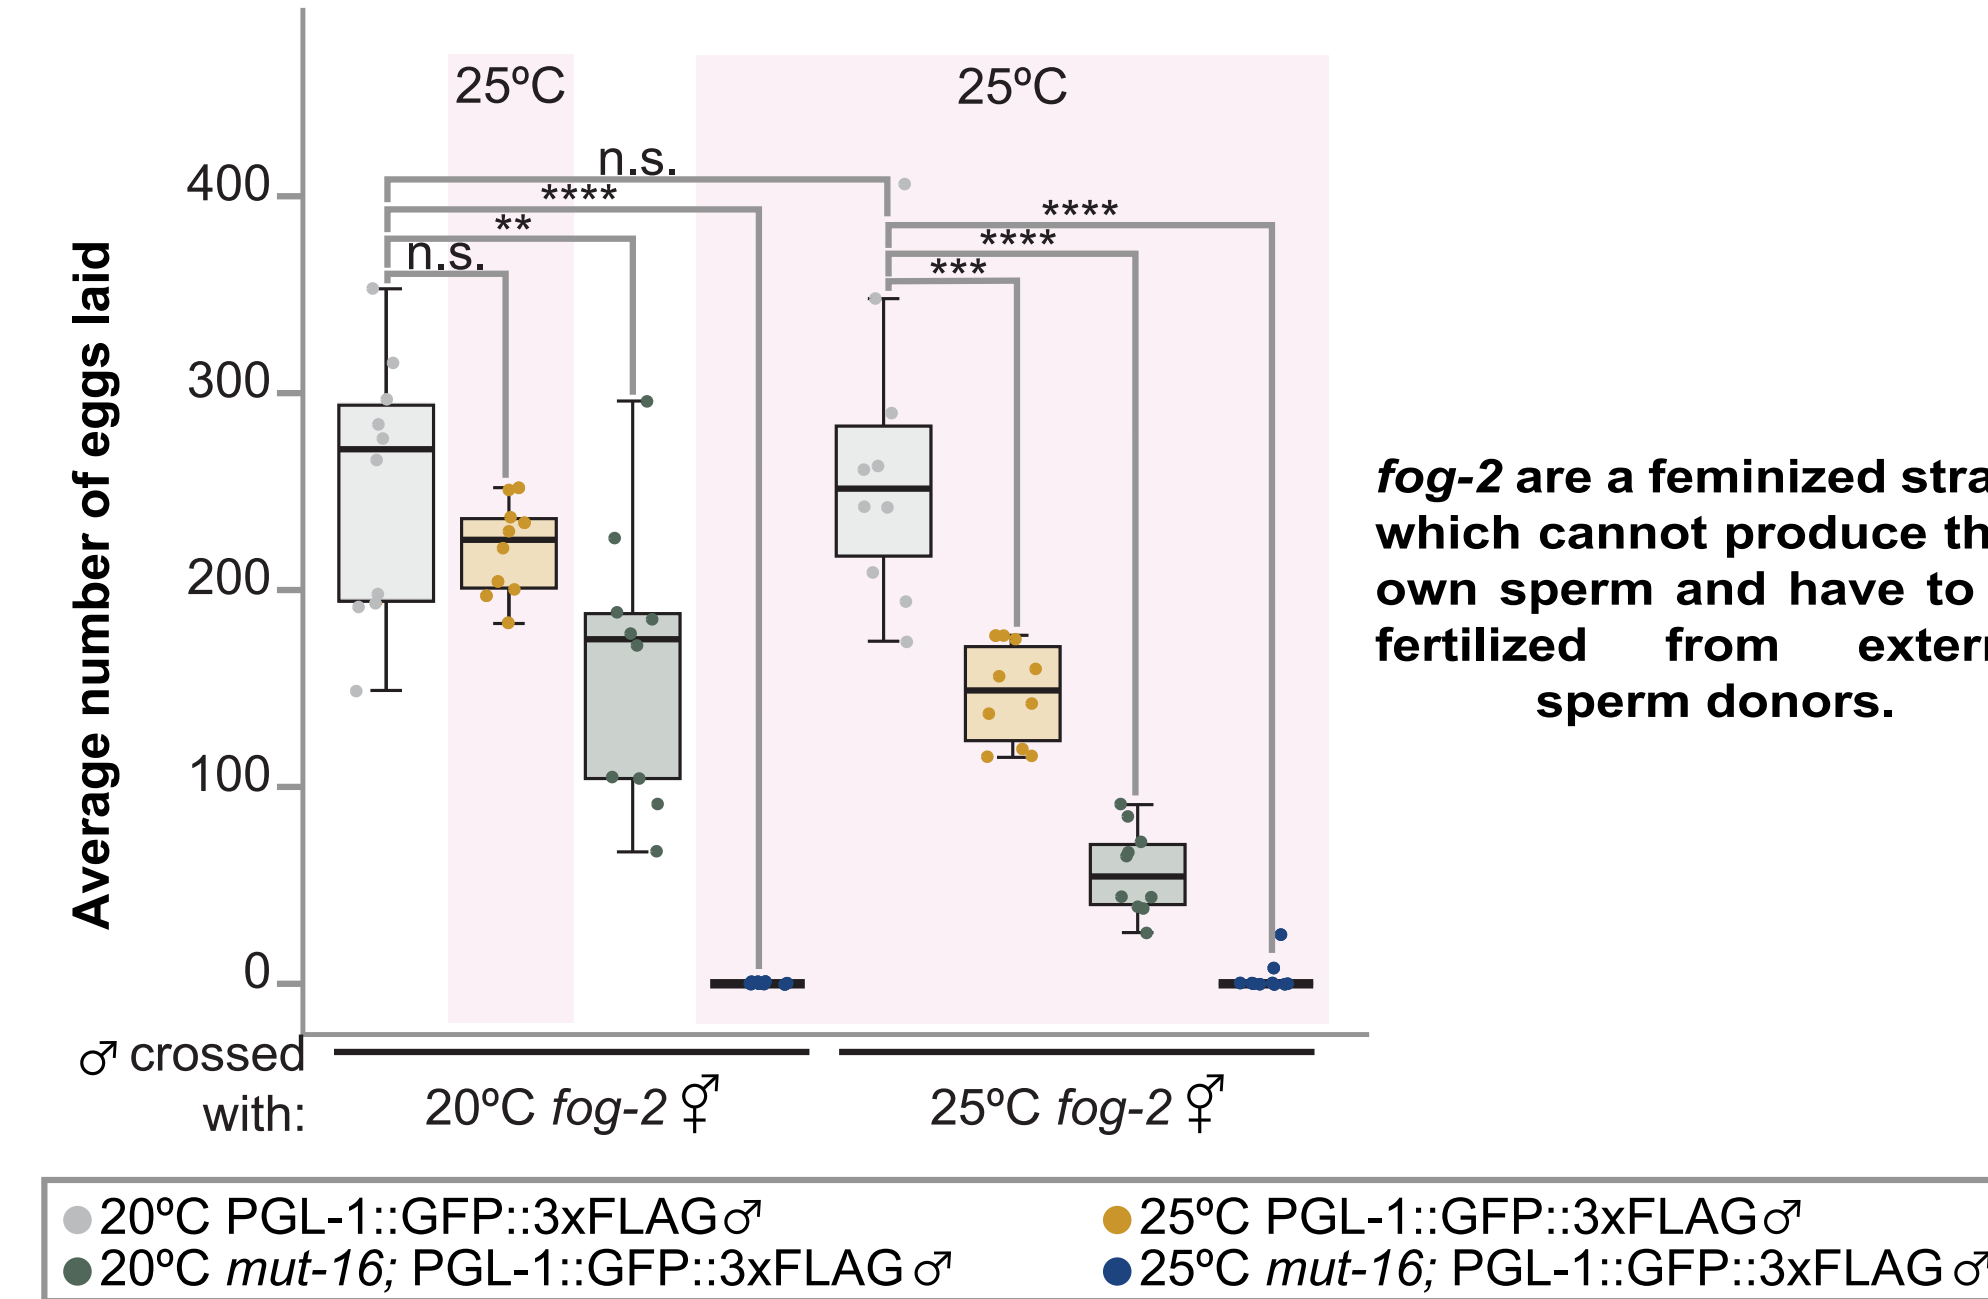 25ºC 25ºC
n.s.
****
**
n.s.
****
****
***
400
300
200
100
0
Average number of eggs laid
fog-2 are a feminized
which cannot produce
own sperm and have to
fertilized from
sperm donors.
♂ crossed
with:
20ºC fog-2 ⚥
25ºC fog-2 ⚥
20ºC PGL-1::GFP::3xFLAG♂
25ºC PGL-1::GFP::3xFLAG♂
20ºC mut-16; PGL-1::GFP::3xFLAG♂
25ºC mut-16; PGL-1::GFP::3xFLAG♂